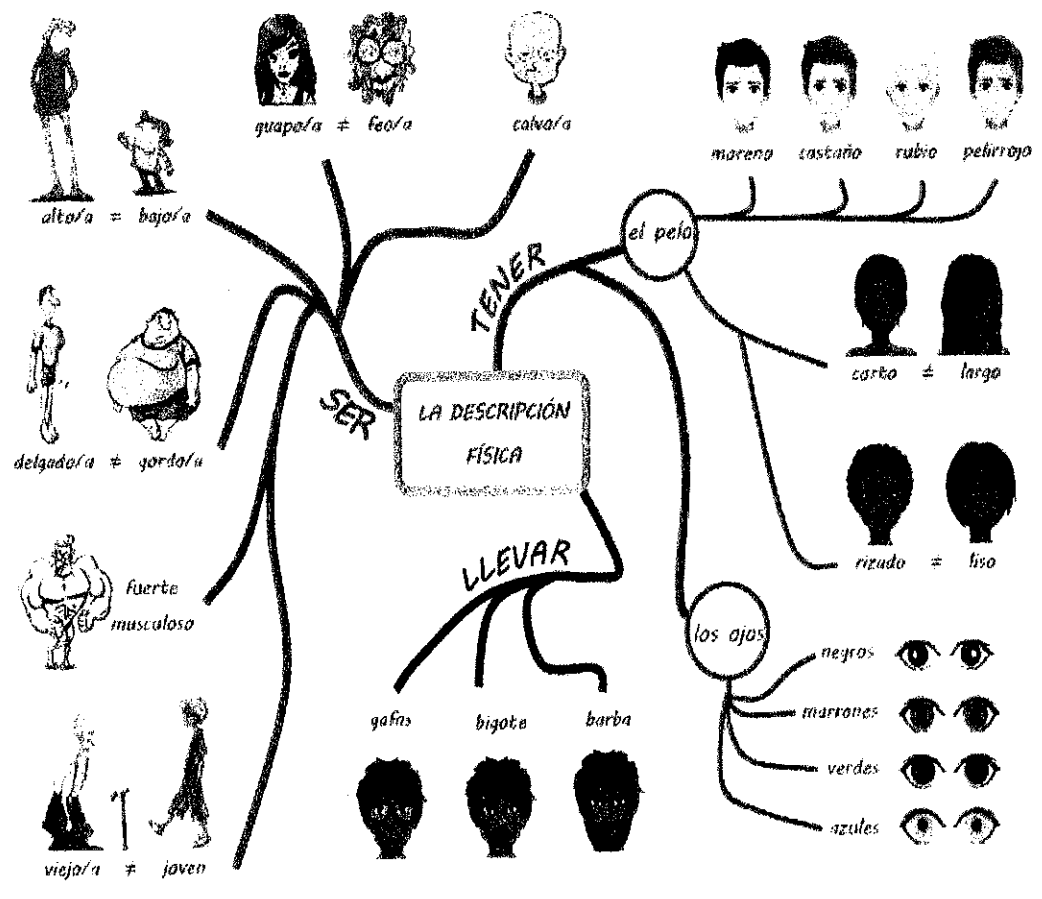 guapo/a ≠ feo/a
calvo/a
moreno castaño rubio pelirrojo
alto/a = bajo/a
el pelo
TENER
corto ≠ largo
SER
LA DESCRIPCIÓN
FÍSICA
delgado/a ≠ gordo/a
LLEVAR
rizado ≠ liso
fuerte
musculoso
los ojos
negros
marrones
verdes
azules
gafas bigote barba
viejo/a ≠ joven